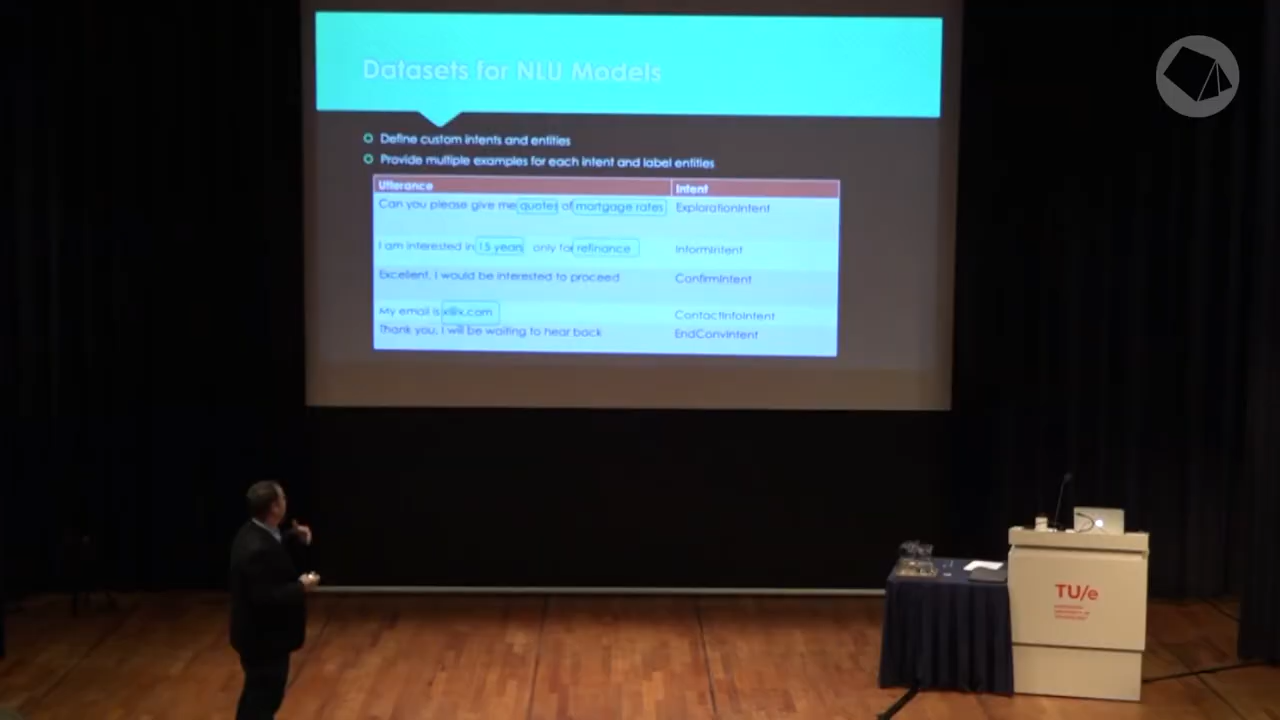 Datasets for NLU Models
Define custom intents and entities
Provide multiple examples for each intent and label entities
Utterance Intent
Can you please give me quotes of mortgage rates ExplorationIntent
I am interested in 15 years only for refinance InformIntent
Excellent, I would be interested to proceed ConfirmIntent
My email is x@x.com ContactInfoIntent
Thank you, I will be waiting to hear back EndConvIntent
TU/e